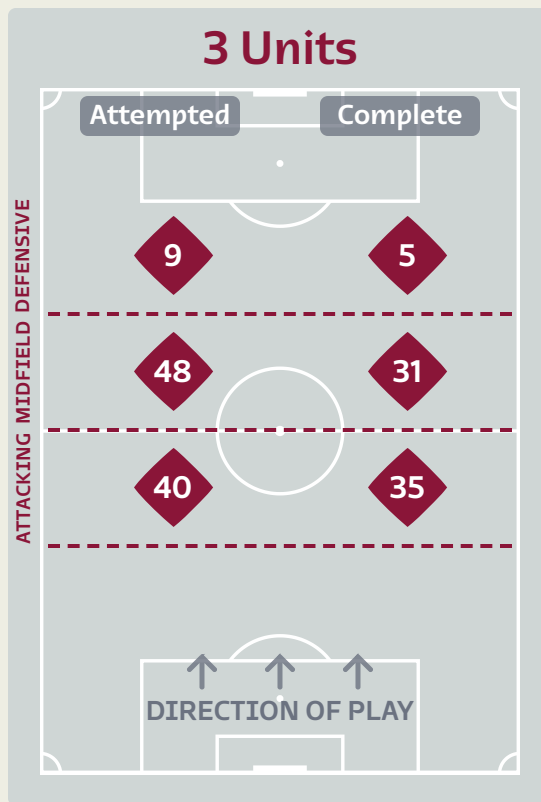 3 Units
Attempted Complete
ATTACKING MIDFIELD DEFENSIVE
9 5
48 31
40 35
DIRECTION OF PLAY